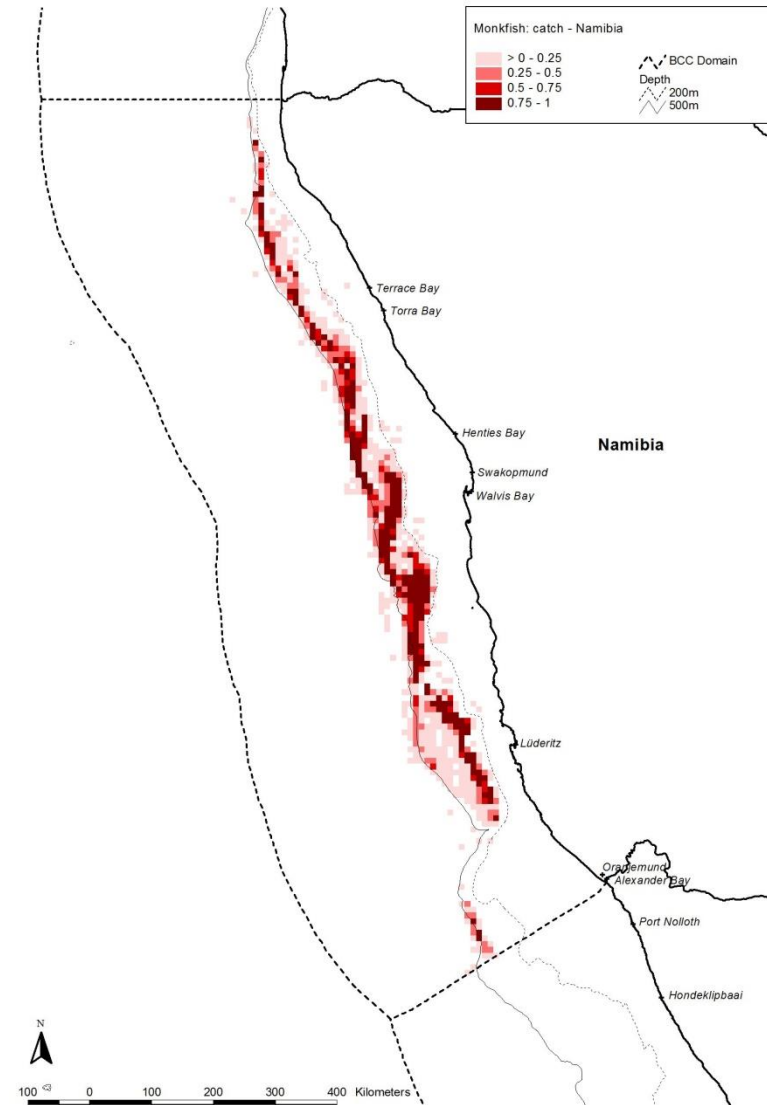 Monkfish: catch - Namibia
> 0 - 0.25
0.25 - 0.5
0.5 - 0.75
0.75 - 1
BCC Domain
Depth
200m
500m
Terrace Bay
Torra Bay
Henties Bay
Namibia
Swakopmund
Walvis Bay
Lüderitz
Oranjemund
Alexander Bay
Port Nolloth
Hondeklipbaai
N
100 0 100 200 300 400 Kilometers